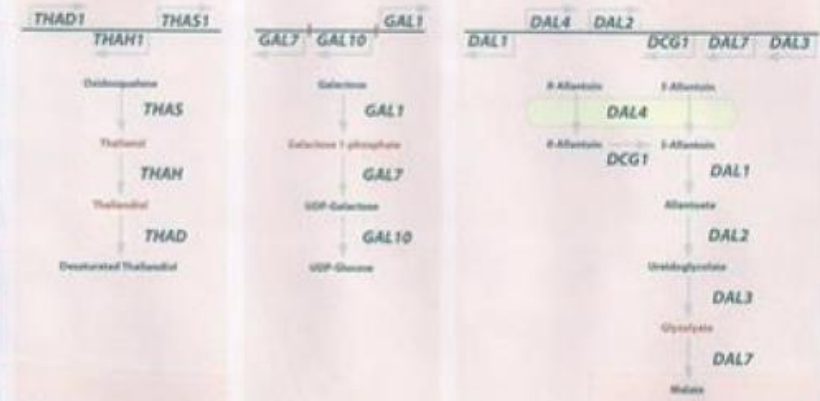 THAD1 THAS1
THAH1
Oxidosqualene
THAS
Thalianol
THAH
Thaliandiol
THAD
Desaturated Thaliandiol
GAL1
GAL7 GAL10
Galactose
GAL1
Galactose 1-phosphate
GAL7
UDP-Galactose
GAL10
UDP-Glucose
DAL4 DAL2
DAL1 DCG1 DAL7 DAL3
R-Allantoin S-Allantoin
DAL4
R-Allantoin S-Allantoin
DCG1
DAL1
Allantoate
DAL2
Ureidoglycolate
DAL3
Glyoxylate
DAL7
Malate